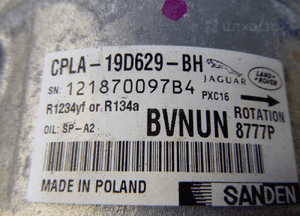 CPLA-19D629-BH
JAGUAR
LAND ROVER
SN: 121870097B4
PXC16
R1234yf or R134a
ROTATION
OIL: SP-A2
BVNUN
8777P
MADE IN POLAND
SANDEN